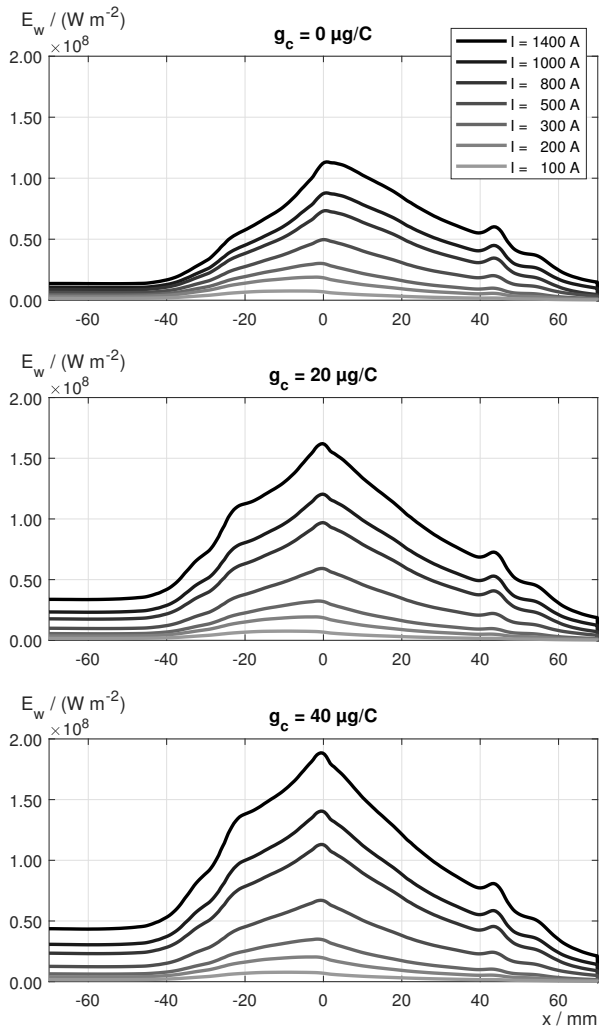 E_w / (W m^-2)
×10^8
g_c = 0 µg/C
I = 1400 A
I = 1000 A
I = 800 A
I = 500 A
I = 300 A
I = 200 A
I = 100 A
2.00
1.50
1.00
0.50
0.00
-60 -40 -20 0 20 40 60
E_w / (W m^-2)
×10^8
g_c = 20 µg/C
2.00
1.50
1.00
0.50
0.00
-60 -40 -20 0 20 40 60
E_w / (W m^-2)
×10^8
g_c = 40 µg/C
2.00
1.50
1.00
0.50
0.00
-60 -40 -20 0 20 40 60
x / mm